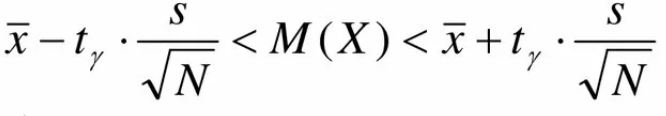 x̄ − t_γ · s/√N < M(X) < x̄ + t_γ · s/√N